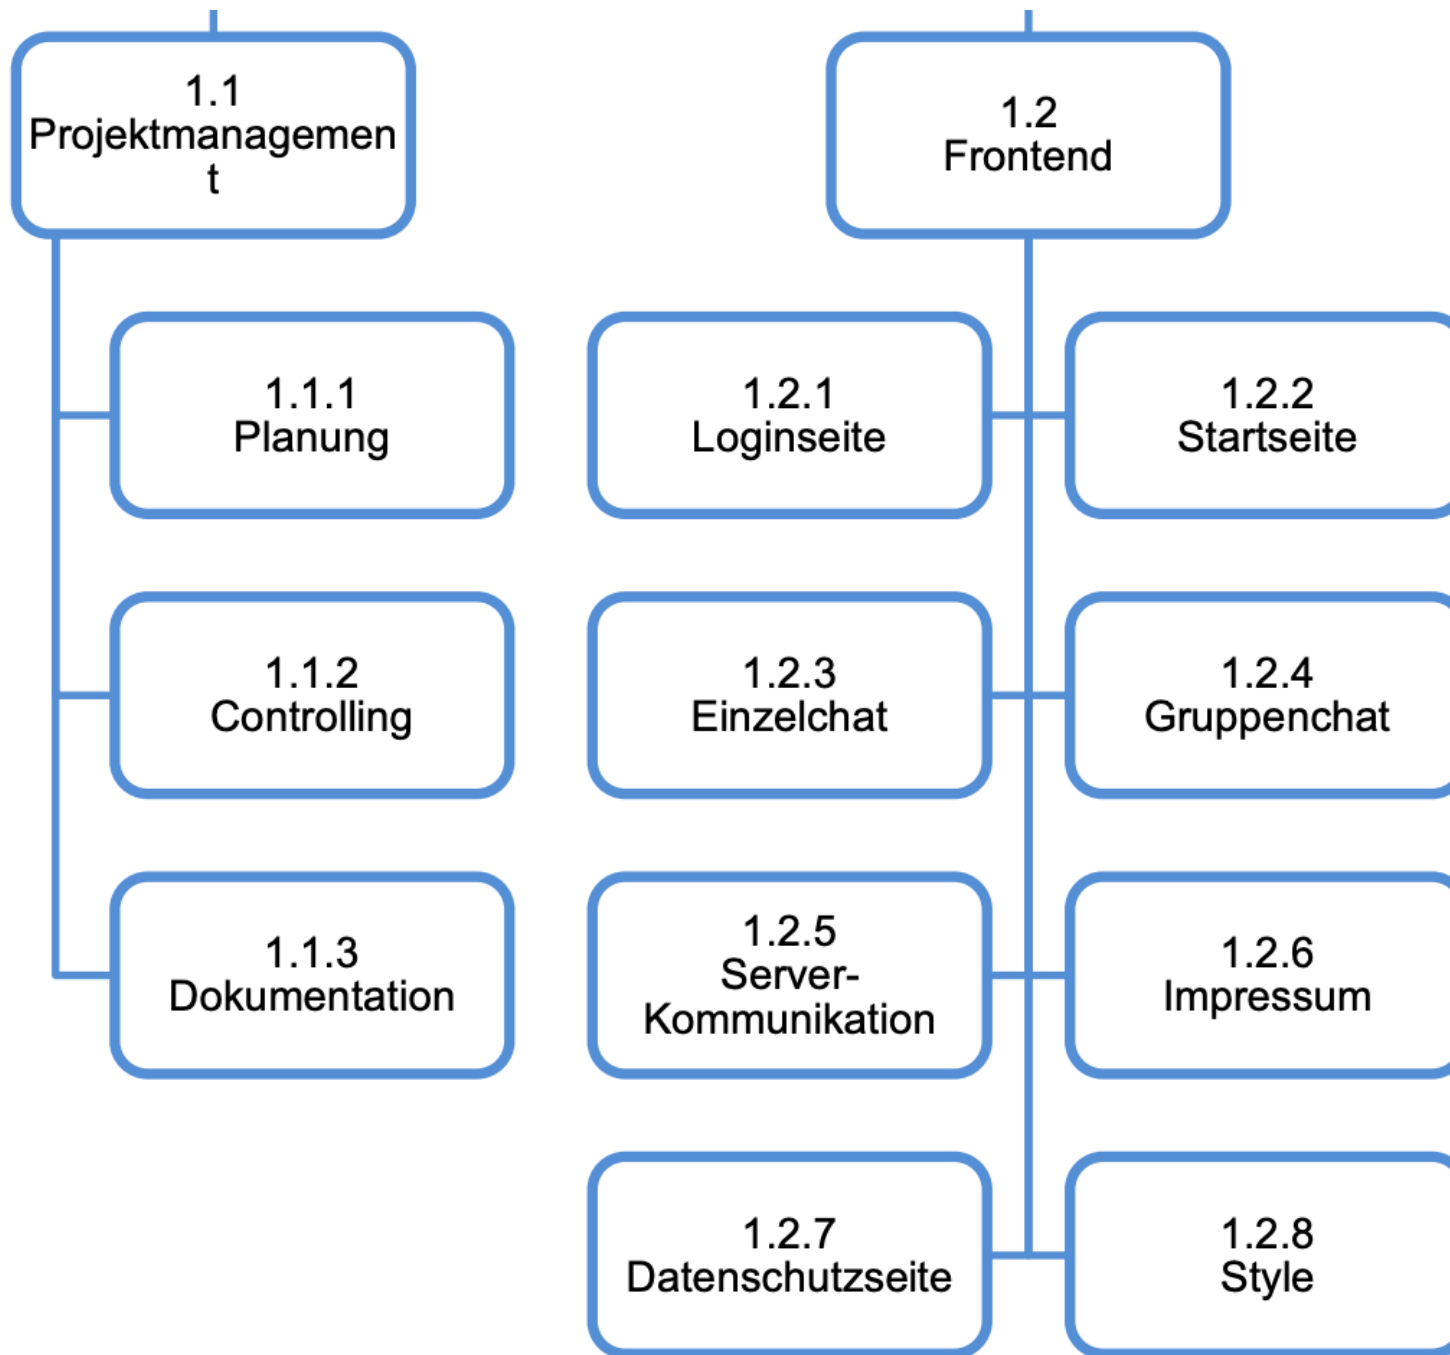 1.1
Projektmanagemen
t
1.2
Frontend
1.1.1
Planung
1.2.1
Loginseite
1.2.2
Startseite
1.1.2
Controlling
1.2.3
Einzelchat
1.2.4
Gruppenchat
1.1.3
Dokumentation
1.2.5
Server-
Kommunikation
1.2.6
Impressum
1.2.7
Datenschutzseite
1.2.8
Style